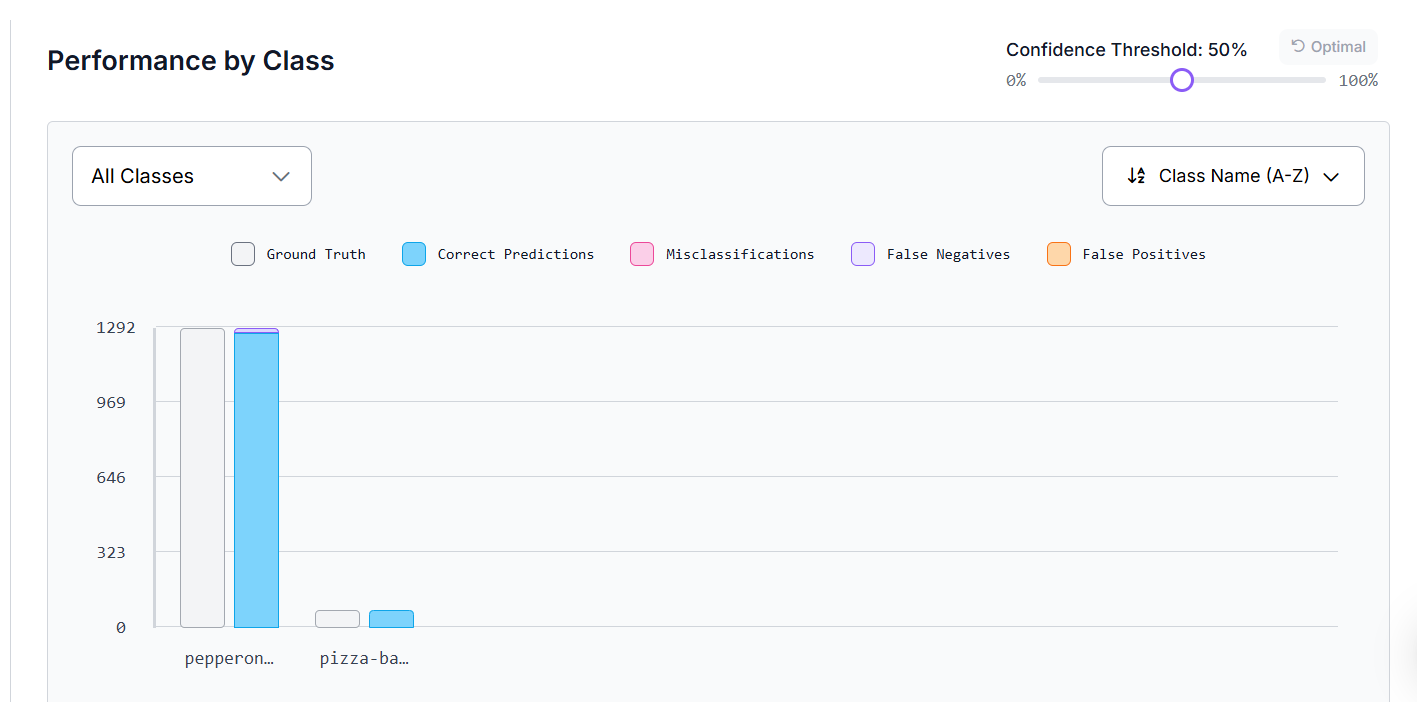 Performance by Class
Confidence Threshold: 50%
Optimal
0%
100%
All Classes
Class Name (A-Z)
Ground Truth
Correct Predictions
Misclassifications
False Negatives
False Positives
1292
969
646
323
0
pepperon…
pizza-ba…